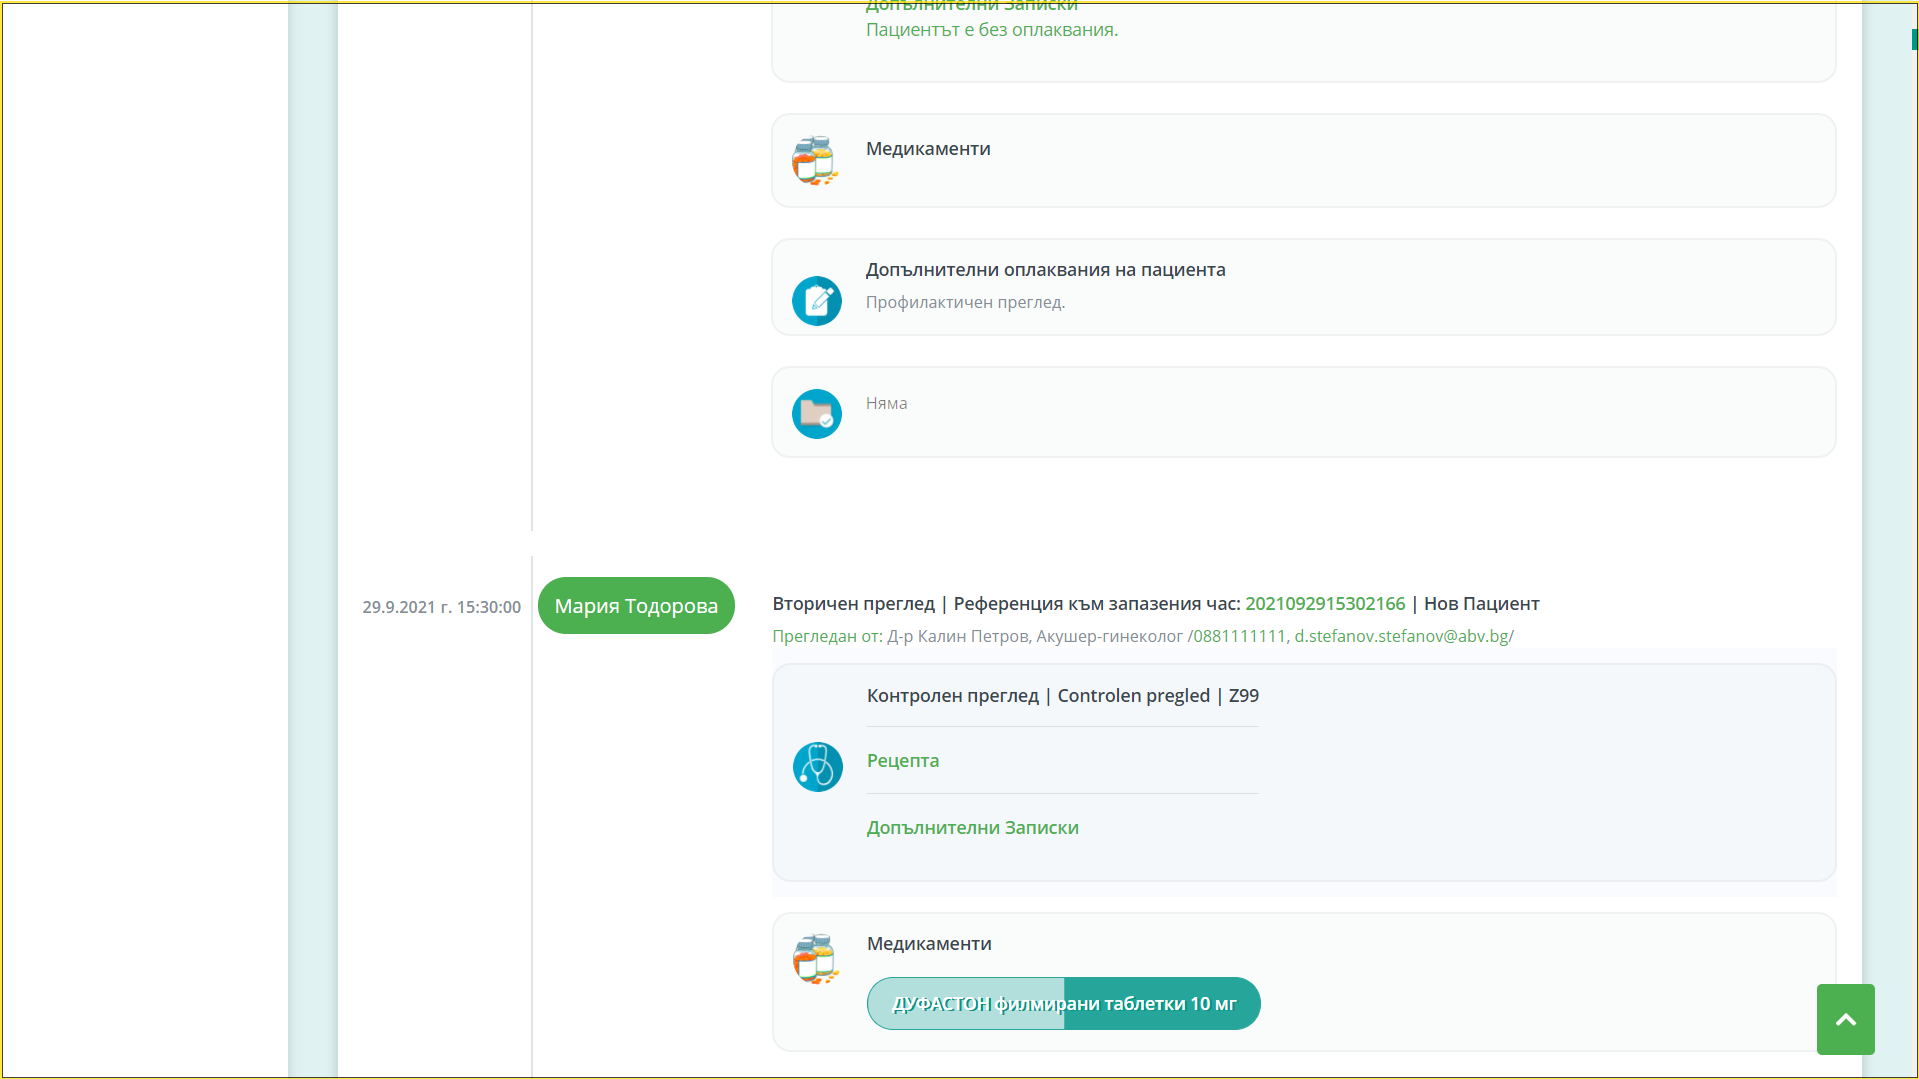 Допълнителни Записки
Пациентът е без оплаквания.
Медикаменти
Допълнителни оплаквания на пациента
Профилактичен преглед.
Няма
29.9.2021 г. 15:30:00
Мария Тодорова
Вторичен преглед | Референция към запазения час: 2021092915302166 | Нов Пациент
Прегледан от: Д-р Калин Петров, Акушер-гинеколог /0881111111, d.stefanov.stefanov@abv.bg/
Контролен преглед | Controlen pregled | Z99
Рецепта
Допълнителни Записки
Медикаменти
ДУФАСТОН филмирани таблетки 10 мг